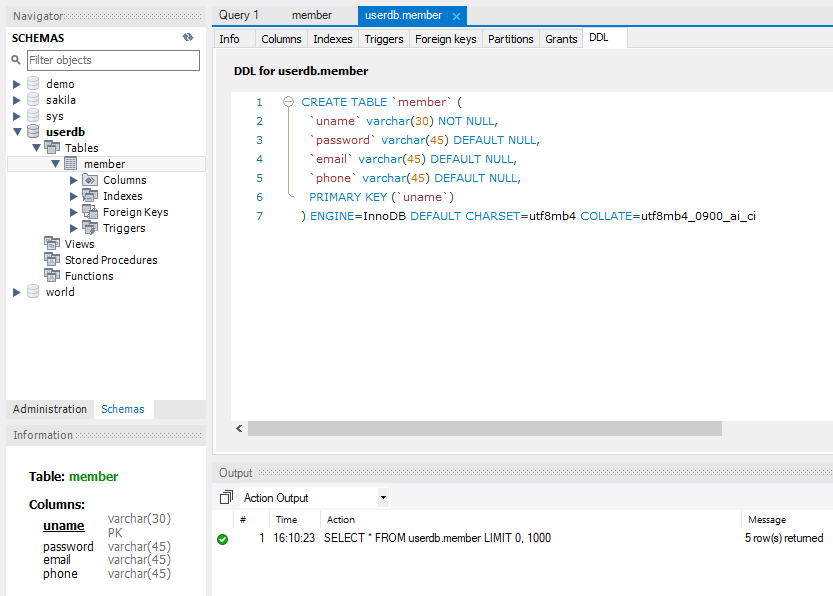 Navigator
SCHEMAS
Filter objects
demo
sakila
sys
userdb
Tables
member
Columns
Indexes
Foreign Keys
Triggers
Views
Stored Procedures
Functions
world
Administration Schemas
Information
Table: member
Columns:
uname varchar(30) PK
password varchar(45)
email varchar(45)
phone varchar(45)
Query 1 member userdb.member
Info Columns Indexes Triggers Foreign keys Partitions Grants DDL
DDL for userdb.member
1 CREATE TABLE `member` (
2 `uname` varchar(30) NOT NULL,
3 `password` varchar(45) DEFAULT NULL,
4 `email` varchar(45) DEFAULT NULL,
5 `phone` varchar(45) DEFAULT NULL,
6 PRIMARY KEY (`uname`)
7 ) ENGINE=InnoDB DEFAULT CHARSET=utf8mb4 COLLATE=utf8mb4_0900_ai_ci
Output
Action Output
# Time Action Message
1 16:10:23 SELECT * FROM userdb.member LIMIT 0, 1000 5 row(s) returned